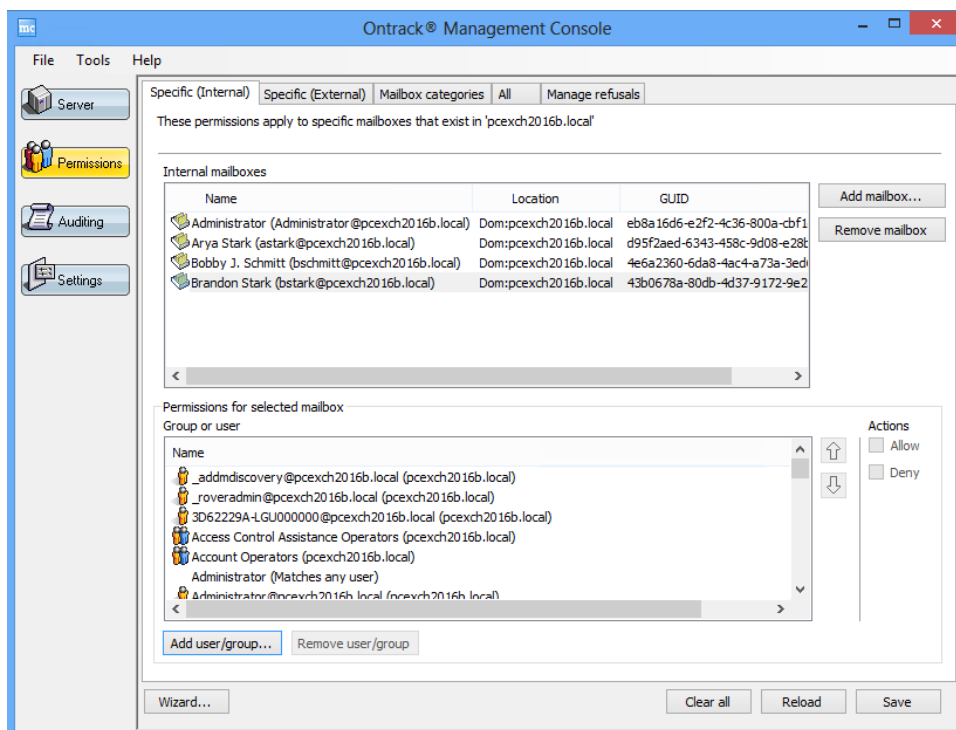 mc
Ontrack® Management Console
File Tools Help
Server
Permissions
Auditing
Settings
Specific (Internal) Specific (External) Mailbox categories All Manage refusals
These permissions apply to specific mailboxes that exist in 'pcexch2016b.local'
Internal mailboxes
Name Location GUID
Administrator (Administrator@pcexch2016b.local) Dom:pcexch2016b.local eb8a16d6-e2f2-4c36-800a-cbf1
Arya Stark (astark@pcexch2016b.local) Dom:pcexch2016b.local d95f2aed-6343-458c-9d08-e28b
Bobby J. Schmitt (bschmitt@pcexch2016b.local) Dom:pcexch2016b.local 4e6a2360-6da8-4ac4-a73a-3ed
Brandon Stark (bstark@pcexch2016b.local) Dom:pcexch2016b.local 43b0678a-80db-4d37-9172-9e2
Add mailbox...
Remove mailbox
Permissions for selected mailbox
Group or user
Name
_addmdiscovery@pcexch2016b.local (pcexch2016b.local)
_roveradmin@pcexch2016b.local (pcexch2016b.local)
3D62229A-LGU000000@pcexch2016b.local (pcexch2016b.local)
Access Control Assistance Operators (pcexch2016b.local)
Account Operators (pcexch2016b.local)
Administrator (Matches any user)
Administrator@pcexch2016b.local (pcexch2016b.local)
Actions
Allow
Deny
Add user/group... Remove user/group
Wizard... Clear all Reload Save